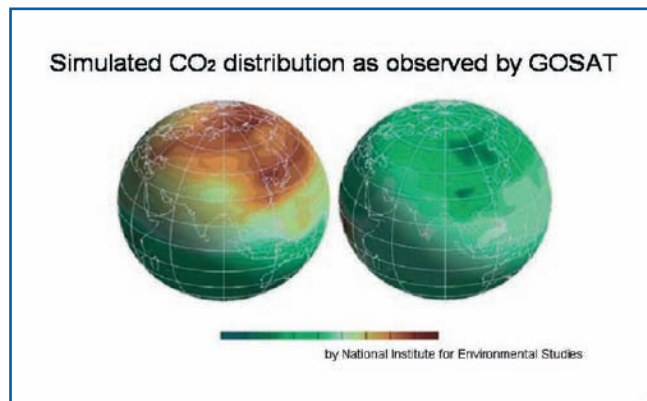 Simulated CO₂ distribution as observed by GOSAT
by National Institute for Environmental Studies